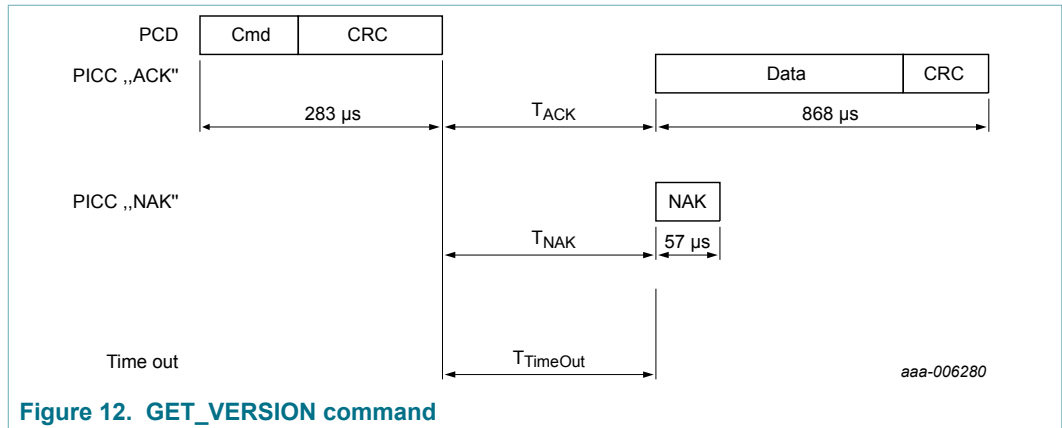 PCD Cmd CRC
PICC ,,ACK" Data CRC
283 µs TACK 868 µs
PICC ,,NAK" NAK
TNAK 57 µs
Time out TTimeOut aaa-006280
Figure 12. GET_VERSION command